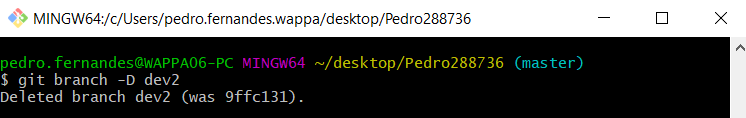 MINGW64:/c/Users/pedro.fernandes.wappa/desktop/Pedro288736
pedro.fernandes@WAPPA06-PC MINGW64 ~/desktop/Pedro288736 (master)
$ git branch -D dev2
Deleted branch dev2 (was 9ffc131).